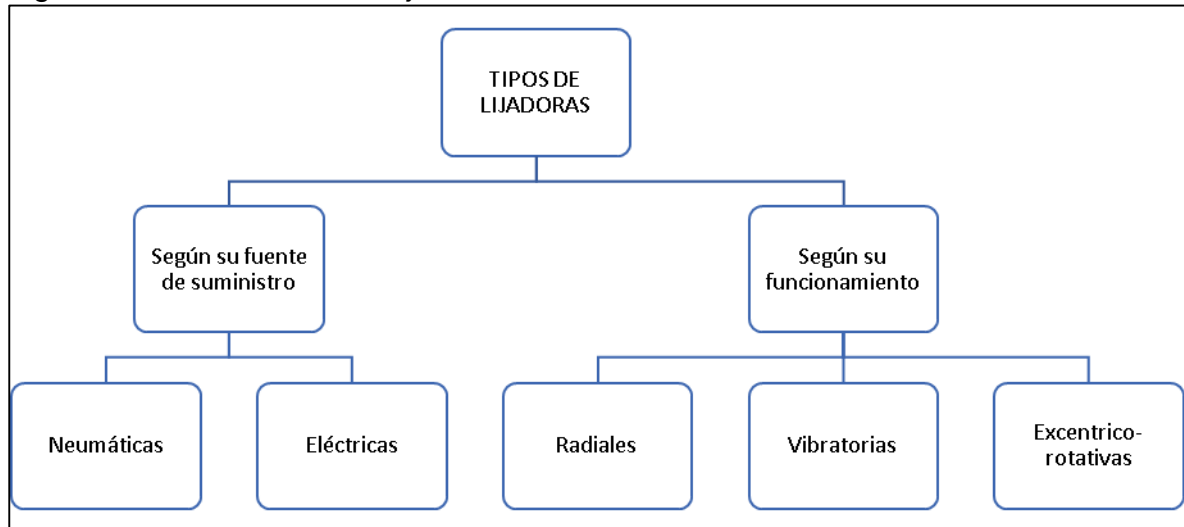 TIPOS DE
LIJADORAS
Según su fuente
de suministro
Según su
funcionamiento
Neumáticas
Eléctricas
Radiales
Vibratorias
Excentrico-
rotativas